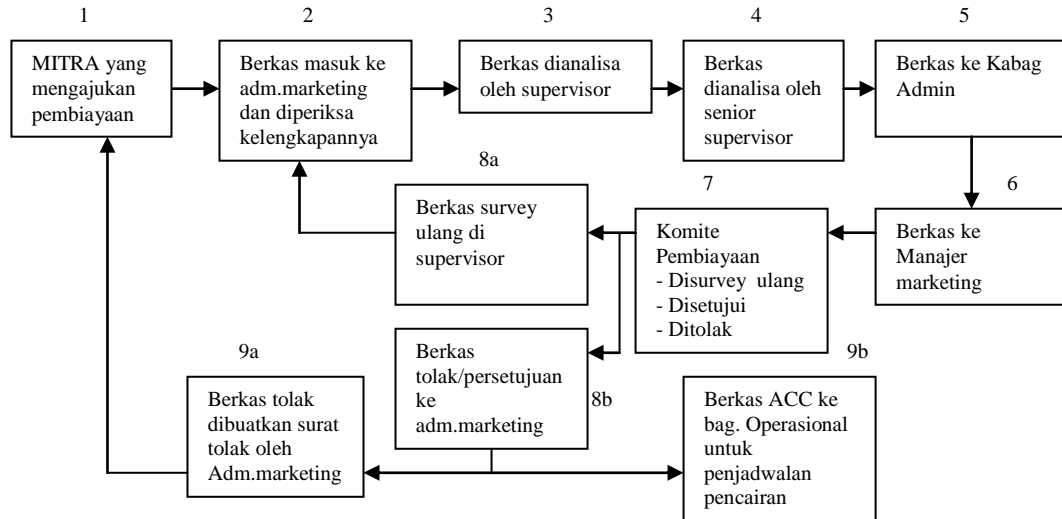 1
2
3
4
5
MITRA yang
mengajukan
pembiayaan
Berkas masuk ke
adm.marketing
dan diperiksa
kelengkapannya
Berkas dianalisa
oleh supervisor
Berkas
dianalisa oleh
senior
supervisor
Berkas ke Kabag
Admin
8a
7
6
Berkas survey
ulang di
supervisor
Komite
Pembiayaan
- Disurvey ulang
- Disetujui
- Ditolak
Berkas ke
Manajer
marketing
9a
Berkas
tolak/persetujuan
ke
adm.marketing
8b
9b
Berkas tolak
dibuatkan surat
tolak oleh
Adm.marketing
Berkas ACC ke
bag. Operasional
untuk
penjadwalan
pencairan